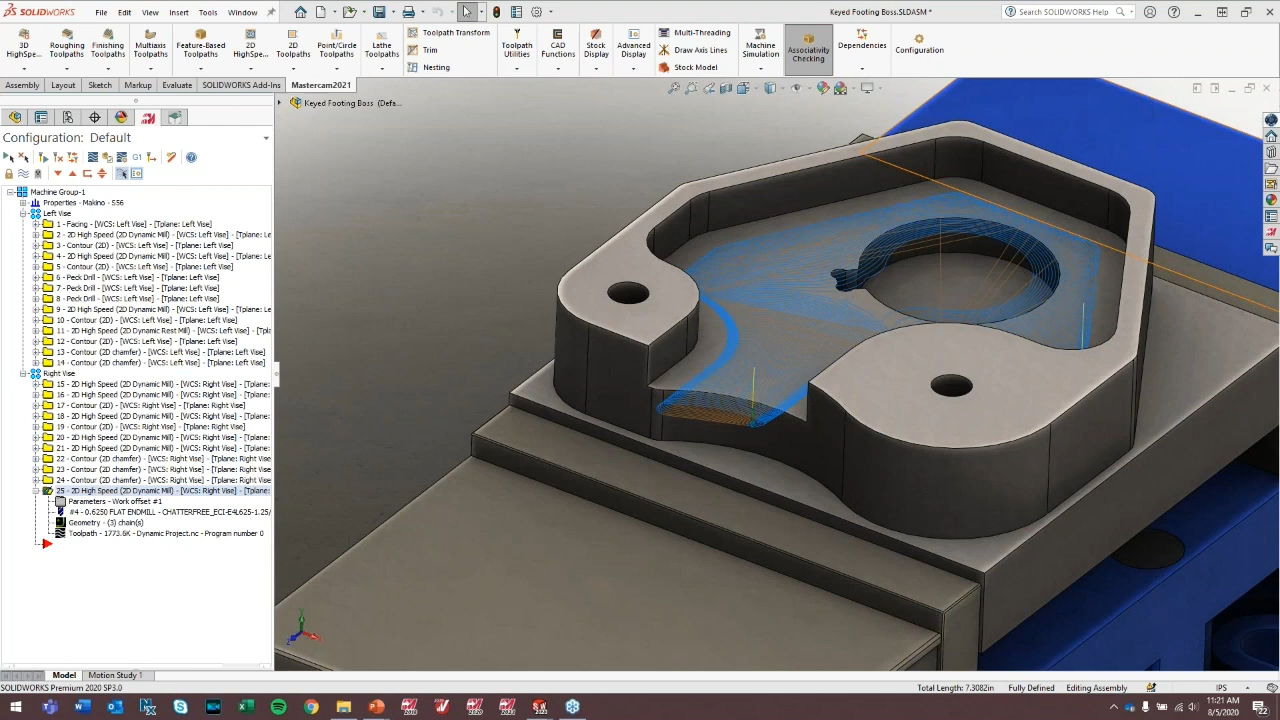 SOLIDWORKS
File
Edit
View
Insert
Tools
Window
Keyed Footing Boss.SLDASM *
Search SOLIDWORKS Help
3D
HighSpe...
Roughing
Toolpaths
Finishing
Toolpaths
Multiaxis
Toolpaths
Feature-Based
Toolpaths
2D
HighSpe...
2D
Toolpaths
Point/Circle
Toolpaths
Lathe
Toolpaths
Toolpath Transform
Trim
Nesting
Toolpath
Utilities
CAD
Functions
Stock
Display
Advanced
Display
Multi-Threading
Draw Axis Lines
Stock Model
Machine
Simulation
Associativity
Checking
Dependencies
Configuration
Assembly
Layout
Sketch
Markup
Evaluate
SOLIDWORKS Add-Ins
Mastercam2021
Keyed Footing Boss (Defa...
Configuration: Default
G1
Machine Group-1
Properties - Makino - S56
Left Vise
1 - Facing - [WCS: Left Vise] - [Tplane: Left Vise]
2 - 2D High Speed (2D Dynamic Mill) - [WCS: Left Vise] - [Tplane:
3 - Contour (2D) - [WCS: Left Vise] - [Tplane: Left Vise]
4 - 2D High Speed (2D Dynamic Mill) - [WCS: Left Vise] - [Tplane:
5 - Contour (2D) - [WCS: Left Vise] - [Tplane: Left Vise]
6 - Peck Drill - [WCS: Left Vise] - [Tplane: Left Vise]
7 - Peck Drill - [WCS: Left Vise] - [Tplane: Left Vise]
8 - Peck Drill - [WCS: Left Vise] - [Tplane: Left Vise]
9 - 2D High Speed (2D Dynamic Mill) - [WCS: Left Vise] - [Tplane:
10 - Contour (2D) - [WCS: Left Vise] - [Tplane: Left Vise]
11 - 2D High Speed (2D Dynamic Rest Mill) - [WCS: Left Vise] - [Tpl
12 - Contour (2D) - [WCS: Left Vise] - [Tplane: Left Vise]
13 - Contour (2D chamfer) - [WCS: Left Vise] - [Tplane: Left Vise]
14 - Contour (2D chamfer) - [WCS: Left Vise] - [Tplane: Left Vise]
Right Vise
15 - 2D High Speed (2D Dynamic Mill) - [WCS: Right Vise] - [Tplane:
16 - 2D High Speed (2D Dynamic Mill) - [WCS: Right Vise] - [Tplane:
17 - Contour (2D) - [WCS: Right Vise] - [Tplane: Right Vise]
18 - 2D High Speed (2D Dynamic Mill) - [WCS: Right Vise] - [Tplane:
19 - Contour (2D) - [WCS: Right Vise] - [Tplane: Right Vise]
20 - 2D High Speed (2D Dynamic Mill) - [WCS: Right Vise] - [Tplane:
21 - 2D High Speed (2D Dynamic Mill) - [WCS: Right Vise] - [Tplane:
22 - Contour (2D chamfer) - [WCS: Right Vise] - [Tplane: Right Vise
23 - Contour (2D chamfer) - [WCS: Right Vise] - [Tplane: Right Vise
24 - Contour (2D chamfer) - [WCS: Right Vise] - [Tplane: Right Vise
25 - 2D High Speed (2D Dynamic Mill) - [WCS: Right Vise] - [Tplane:
Parameters - Work offset #1
#4 - 0.6250 FLAT ENDMILL - CHATTERFREE_ECI-E4L625-1.25/
Geometry - (3) chain(s)
Toolpath - 1773.6K - Dynamic Project.nc - Program number 0
Model
Motion Study 1
SOLIDWORKS Premium 2020 SP3.0
Total Length: 7.3082in
Fully Defined
Editing Assembly
IPS
11:21 AM
8/5/2020